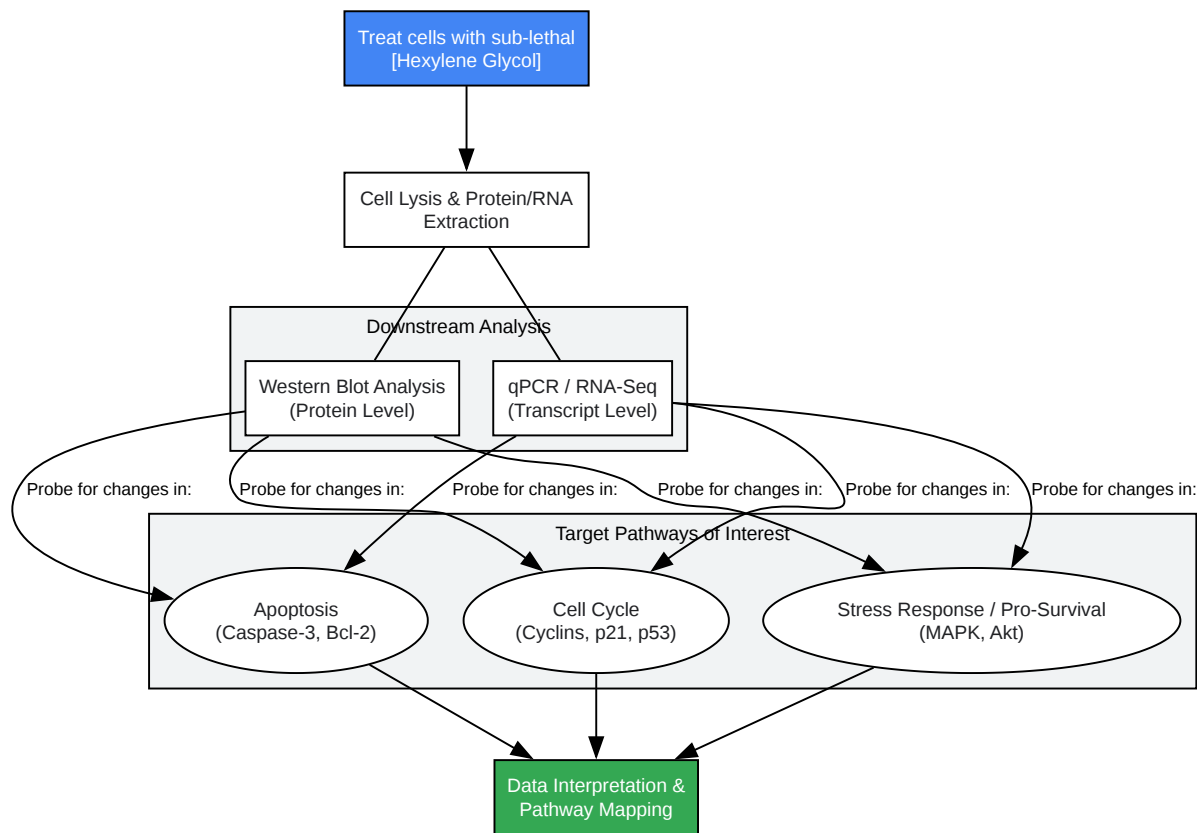 Treat cells with sub-lethal
[Hexylene Glycol]
Cell Lysis & Protein/RNA
Extraction
Downstream Analysis
Western Blot Analysis
(Protein Level)
qPCR / RNA-Seq
(Transcript Level)
Probe for changes in:
Probe for changes in:
Probe for changes in:
Probe for changes in:
Probe for changes in:
Probe for changes in:
Target Pathways of Interest
Apoptosis
(Caspase-3, Bcl-2)
Cell Cycle
(Cyclins, p21, p53)
Stress Response / Pro-Survival
(MAPK, Akt)
Data Interpretation &
Pathway Mapping